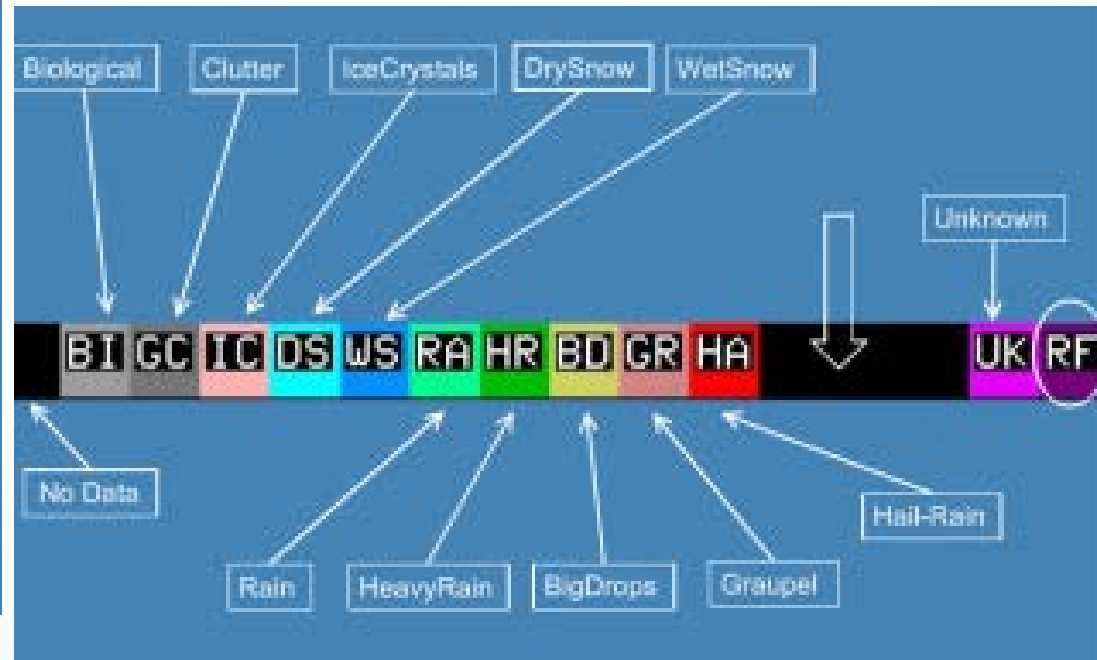 Biological Clutter IceCrystals DrySnow WetSnow
Unknown
BI GC IC DS WS RA HR BD GR HA UK RF
No Data
Hail-Rain
Rain HeavyRain BigDrops Graupel